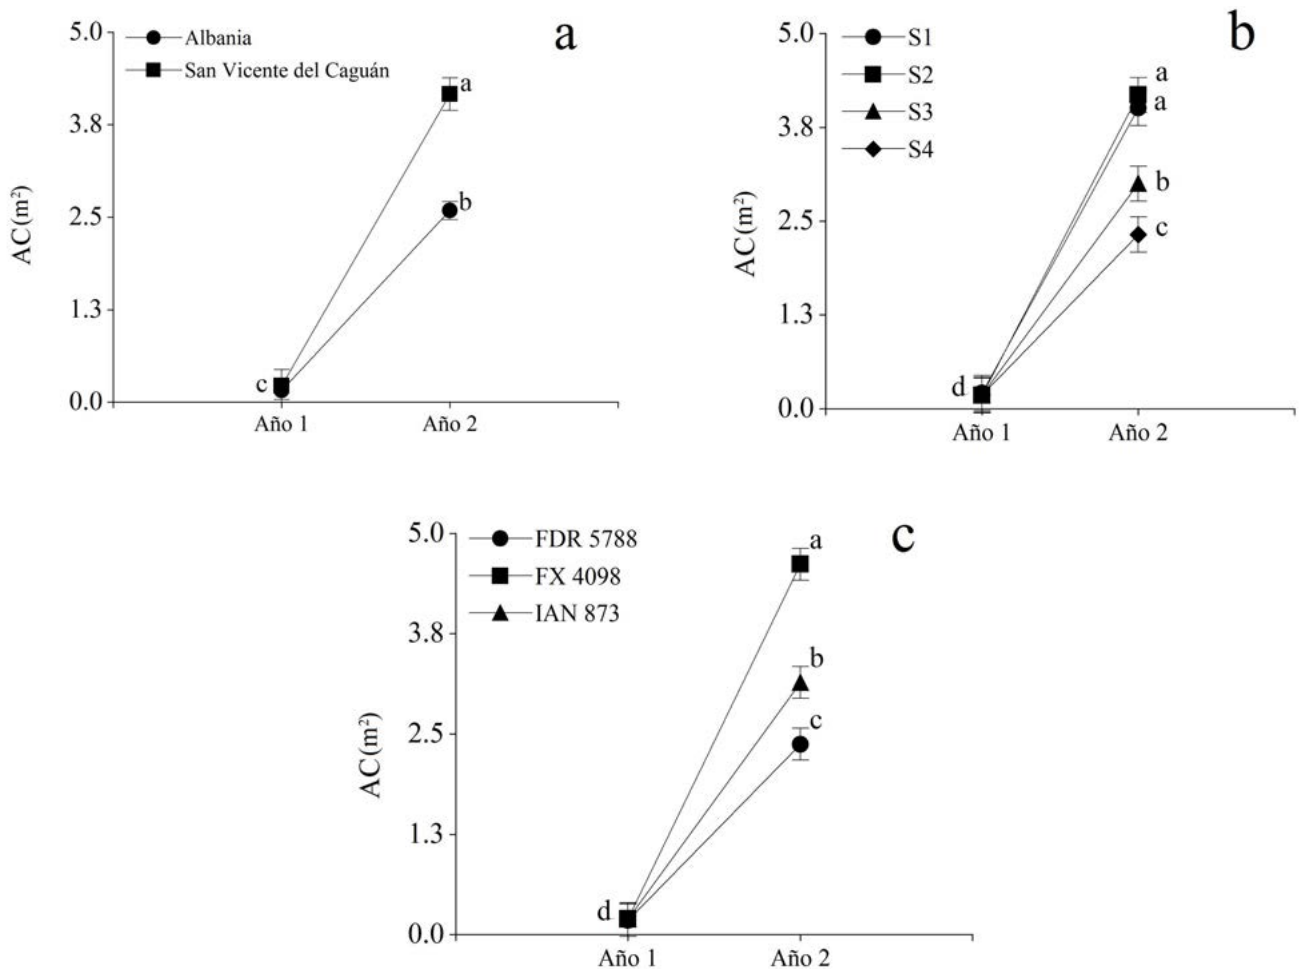 a
Albania
San Vicente del Caguán
5.0
3.8
2.5
1.3
0.0
AC(m²)
a
b
c
Año 1
Año 2
b
S1
S2
S3
S4
5.0
3.8
2.5
1.3
0.0
AC(m²)
a
a
b
c
d
Año 1
Año 2
c
FDR 5788
FX 4098
IAN 873
5.0
3.8
2.5
1.3
0.0
AC(m²)
a
b
c
d
Año 1
Año 2